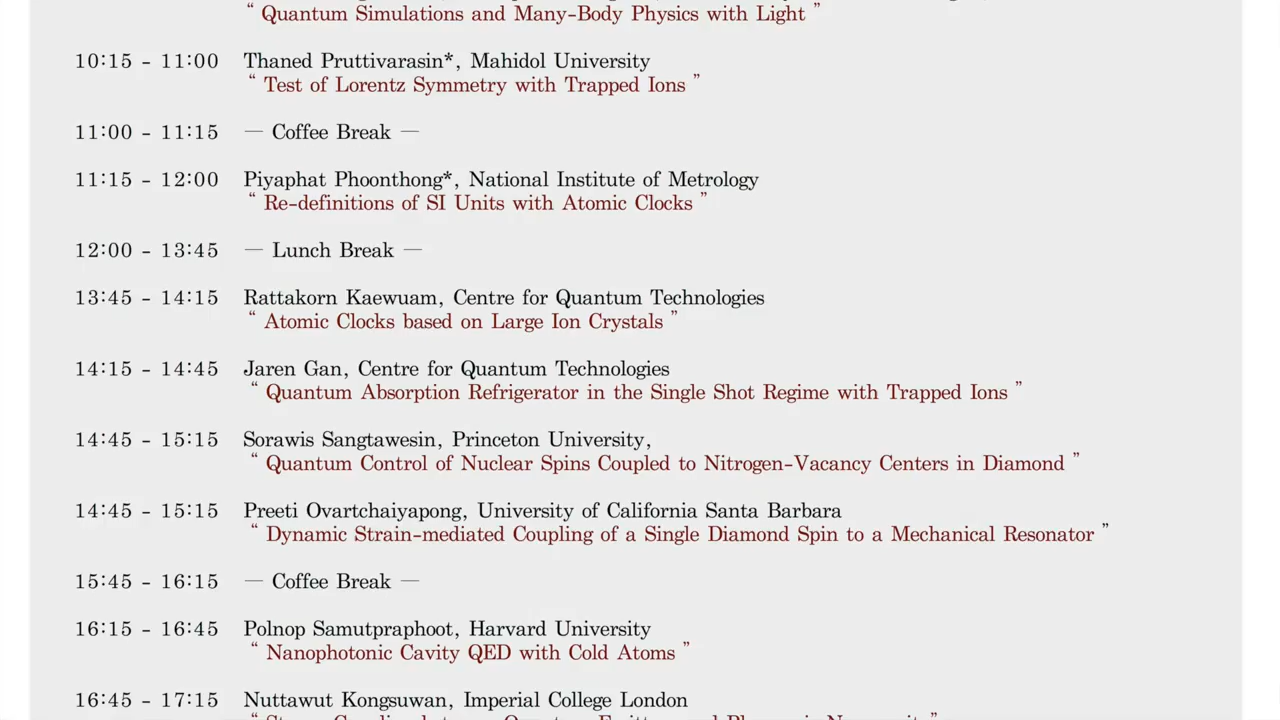 “ Quantum Simulations and Many-Body Physics with Light ”
10:15 - 11:00 Thaned Pruttivarasin*, Mahidol University
“ Test of Lorentz Symmetry with Trapped Ions ”
11:00 - 11:15 — Coffee Break —
11:15 - 12:00 Piyaphat Phoonthong*, National Institute of Metrology
“ Re-definitions of SI Units with Atomic Clocks ”
12:00 - 13:45 — Lunch Break —
13:45 - 14:15 Rattakorn Kaewuam, Centre for Quantum Technologies
“ Atomic Clocks based on Large Ion Crystals ”
14:15 - 14:45 Jaren Gan, Centre for Quantum Technologies
“ Quantum Absorption Refrigerator in the Single Shot Regime with Trapped Ions ”
14:45 - 15:15 Sorawis Sangtawesin, Princeton University,
“ Quantum Control of Nuclear Spins Coupled to Nitrogen-Vacancy Centers in Diamond ”
14:45 - 15:15 Preeti Ovartchaiyapong, University of California Santa Barbara
“ Dynamic Strain-mediated Coupling of a Single Diamond Spin to a Mechanical Resonator ”
15:45 - 16:15 — Coffee Break —
16:15 - 16:45 Polnop Samutpraphoot, Harvard University
“ Nanophotonic Cavity QED with Cold Atoms ”
16:45 - 17:15 Nuttawut Kongsuwan, Imperial College London